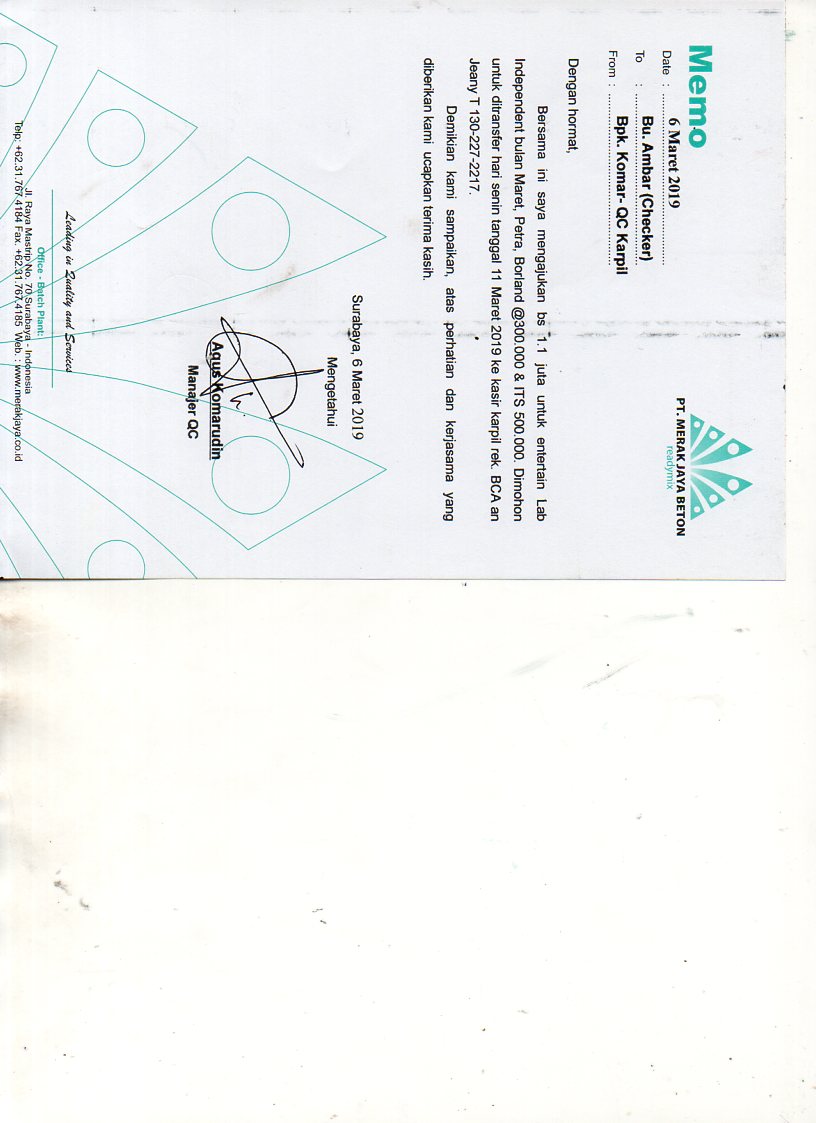 Memo
PT. MERAK JAYA BETON
readymix
Date : 6 Maret 2019
To : Bu. Ambar (Checker)
From : Bpk. Komar- QC Karpil
Dengan hormat,
Bersama ini saya mengajukan bs 1.1 juta untuk entertain Lab
Independent bulan Maret, Petra, Borland @300.000 & ITS 500.000. Dimohon
untuk ditransfer hari senin tanggal 11 Maret 2019 ke kasir karpil rek. BCA an
Jeany T 130-227-2217.
Demikian kami sampaikan, atas perhatian dan kerjasama yang
diberikan kami ucapkan terima kasih.
Surabaya, 6 Maret 2019
Mengetahui
Agus Komarudin
Manajer QC
Leading in Quality and Services
Office - Batch Plant:
Jl. Raya Mastrip No. 70 Surabaya - Indonesia
Telp: +62.31.767.4184 Fax. +62.31.767.4185 Web. : www.merakjaya.co.id